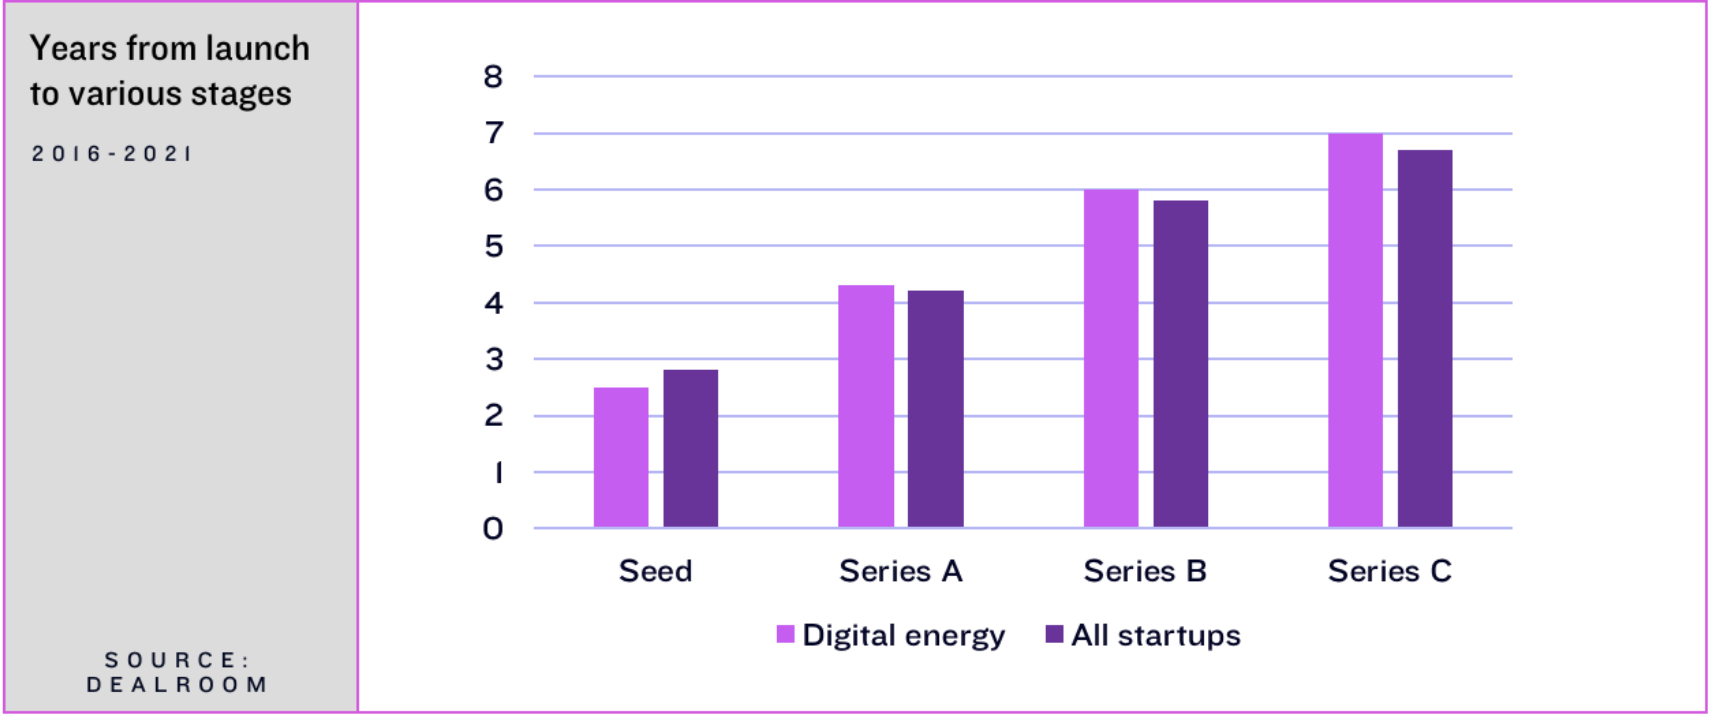 Years from launch
to various stages
2016-2021
SOURCE:
DEALROOM
8
7
6
5
4
3
2
1
0
Seed Series A Series B Series C
Digital energy All startups